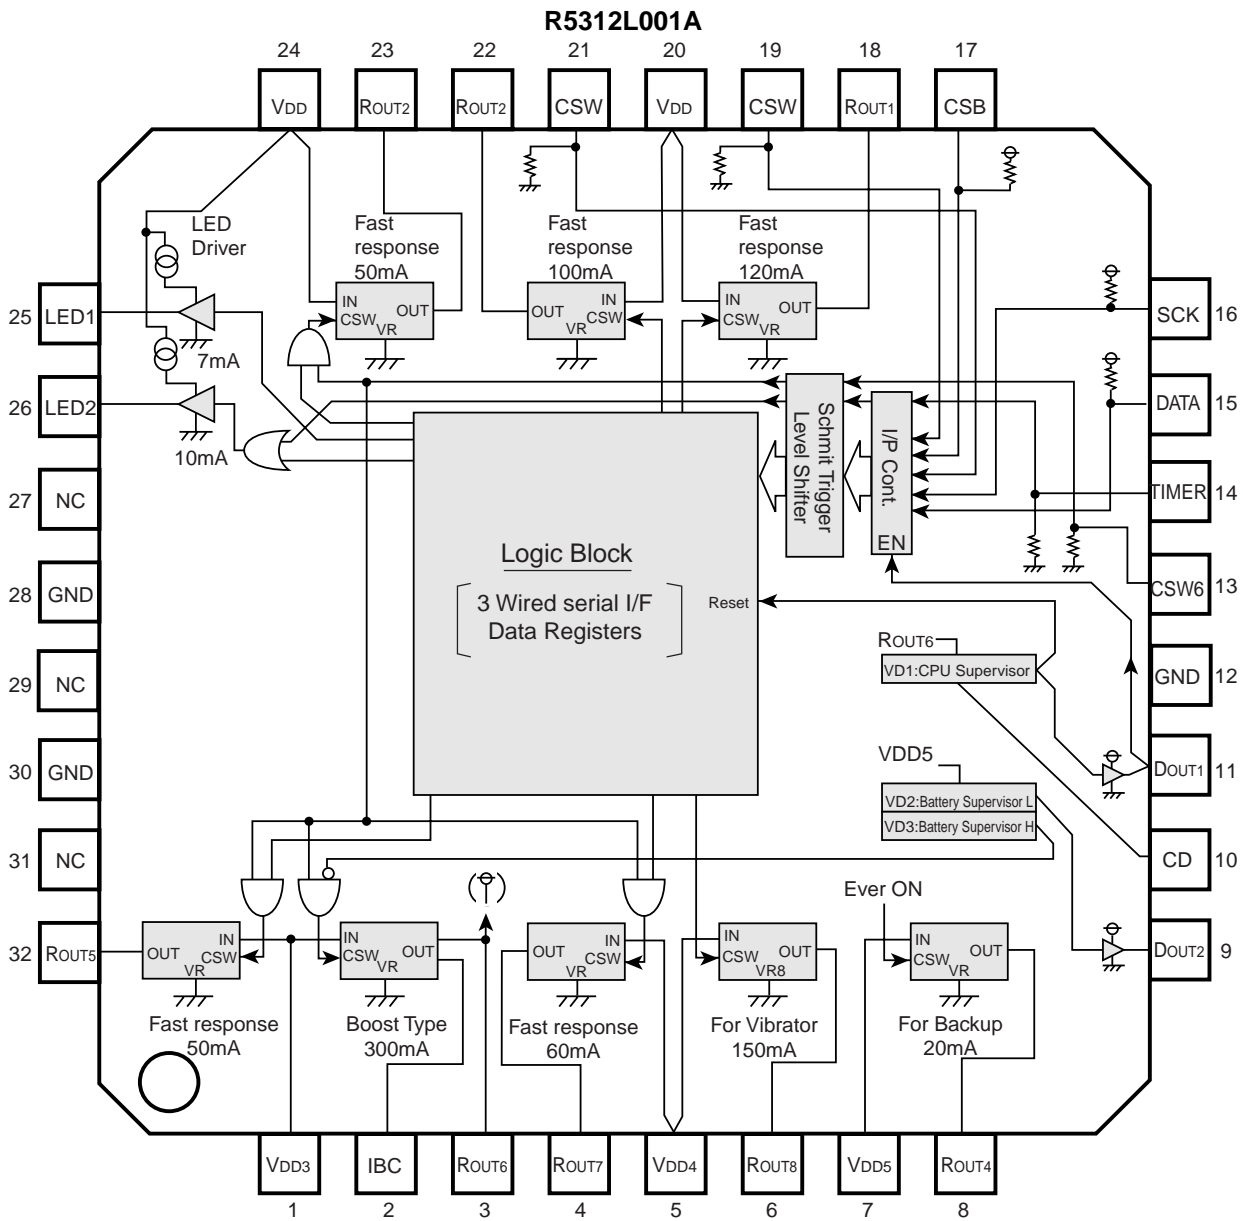 R5312L001A
24 23 22 21 20 19 18 17
VDD ROUT2 ROUT2 CSW VDD CSW ROUT1 CSB
LED
Driver
Fast
response
50mA
Fast
response
100mA
Fast
response
120mA
IN
CSW
VR
OUT
OUT
VR
IN
CSW
IN
CSW
VR
OUT
25 LED1
7mA
26 LED2
10mA
27 NC
28 GND
29 NC
30 GND
31 NC
32 ROUT5
SCK 16
DATA 15
TIMER 14
CSW6 13
GND 12
DOUT1 11
CD 10
DOUT2 9
Schmit Trigger
Level Shifter
I/P Cont.
EN
Logic Block
3 Wired serial I/F
Data Registers
Reset
ROUT6
VD1:CPU Supervisor
VDD5
VD2:Battery Supervisor L
VD3:Battery Supervisor H
Ever ON
OUT
VR
IN
CSW
IN
CSW
VR
OUT
OUT
VR
IN
CSW
IN
CSW
VR8
OUT
IN
CSW
VR
OUT
Fast response
50mA
Boost Type
300mA
Fast response
60mA
For Vibrator
150mA
For Backup
20mA
VDD3 IBC ROUT6 ROUT7 VDD4 ROUT8 VDD5 ROUT4
1 2 3 4 5 6 7 8